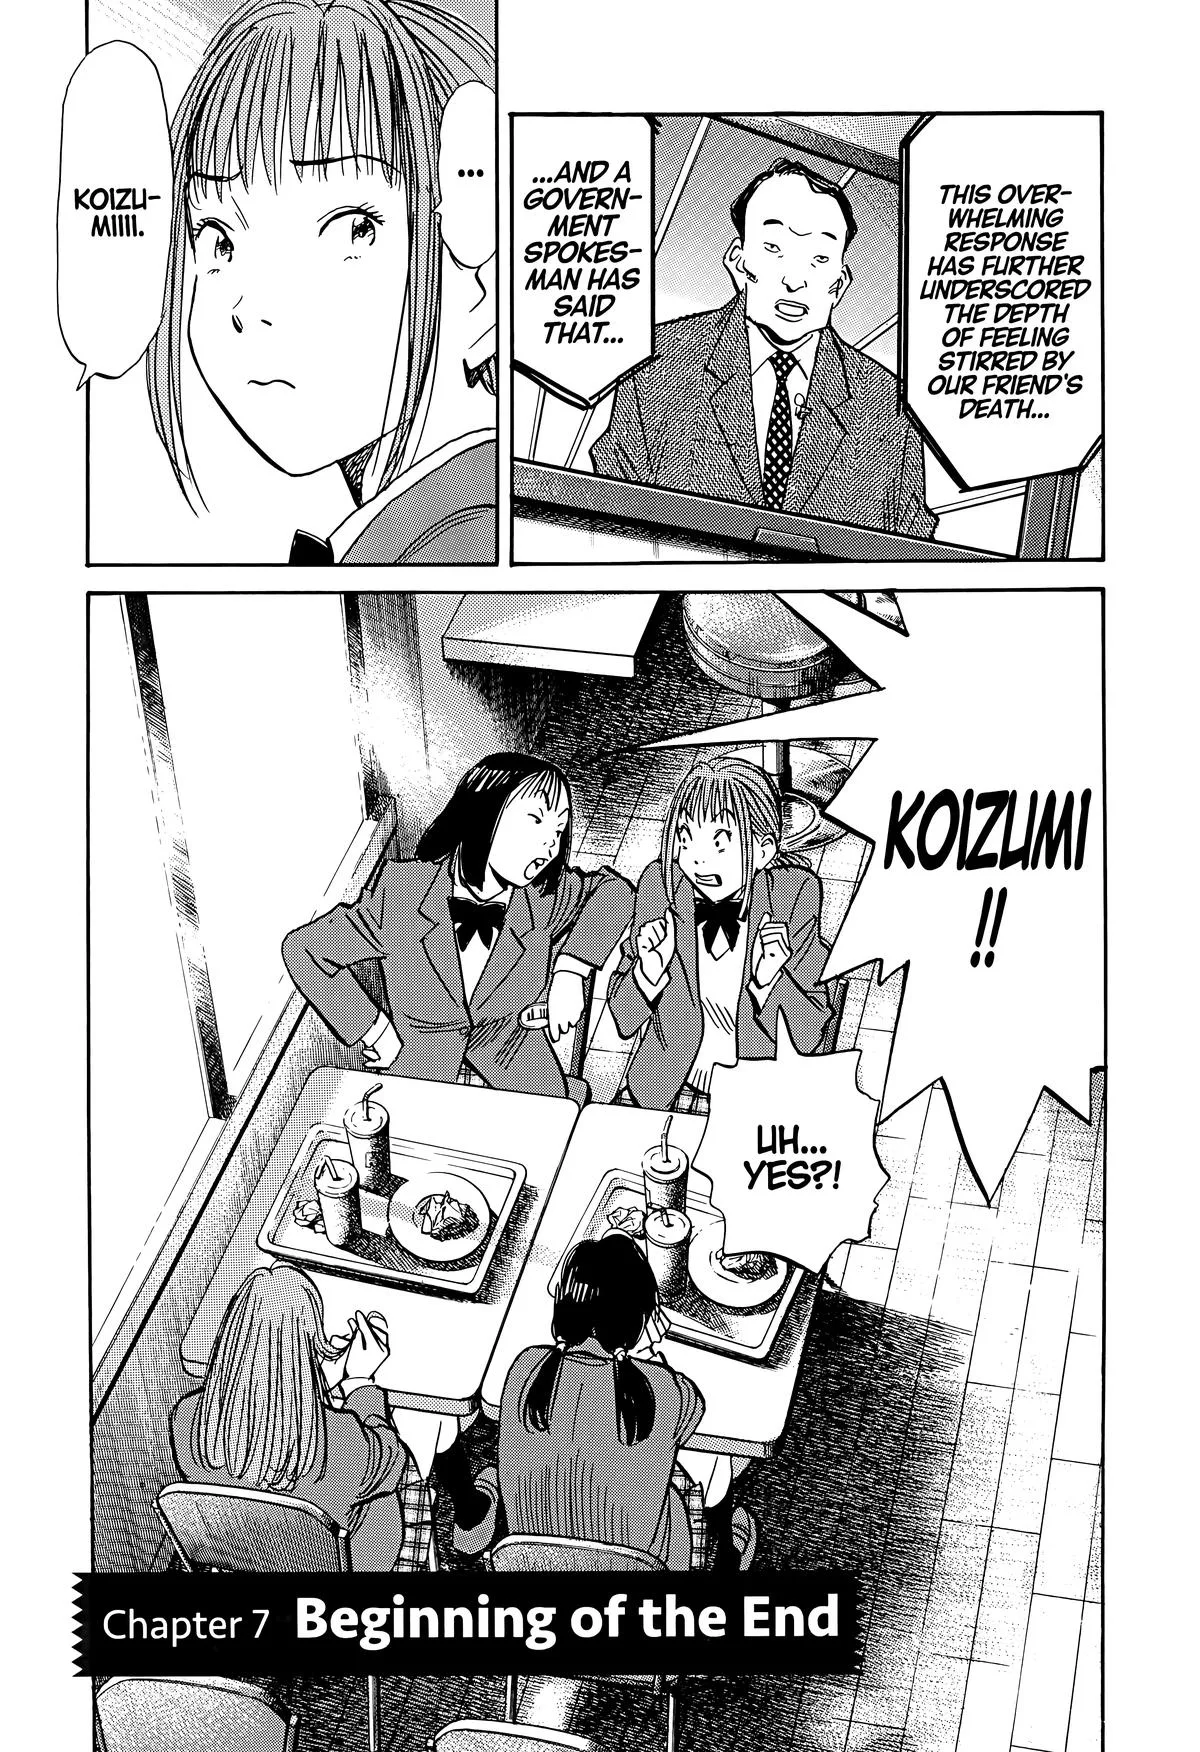 THIS OVER-
WHELMING
RESPONSE
HAS FURTHER
UNDERSCORED
THE DEPTH
OF FEELING
STIRRED BY
OUR FRIEND'S
DEATH...
...AND A
GOVERN-
MENT
SPOKES-
MAN HAS
SAID
THAT...
...
KOIZU-
MIIII.
KOIZUMI
!!
UH...
YES?!
Chapter 7 Beginning of the End